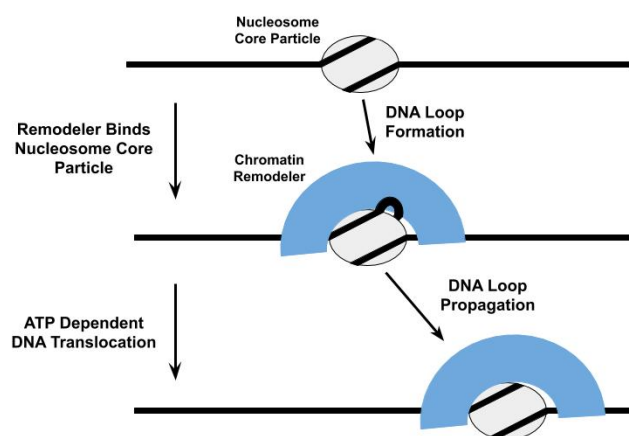 Nucleosome
Core Particle
Remodeler Binds
Nucleosome Core
Particle
DNA Loop
Formation
Chromatin
Remodeler
ATP Dependent
DNA Translocation
DNA Loop
Propagation